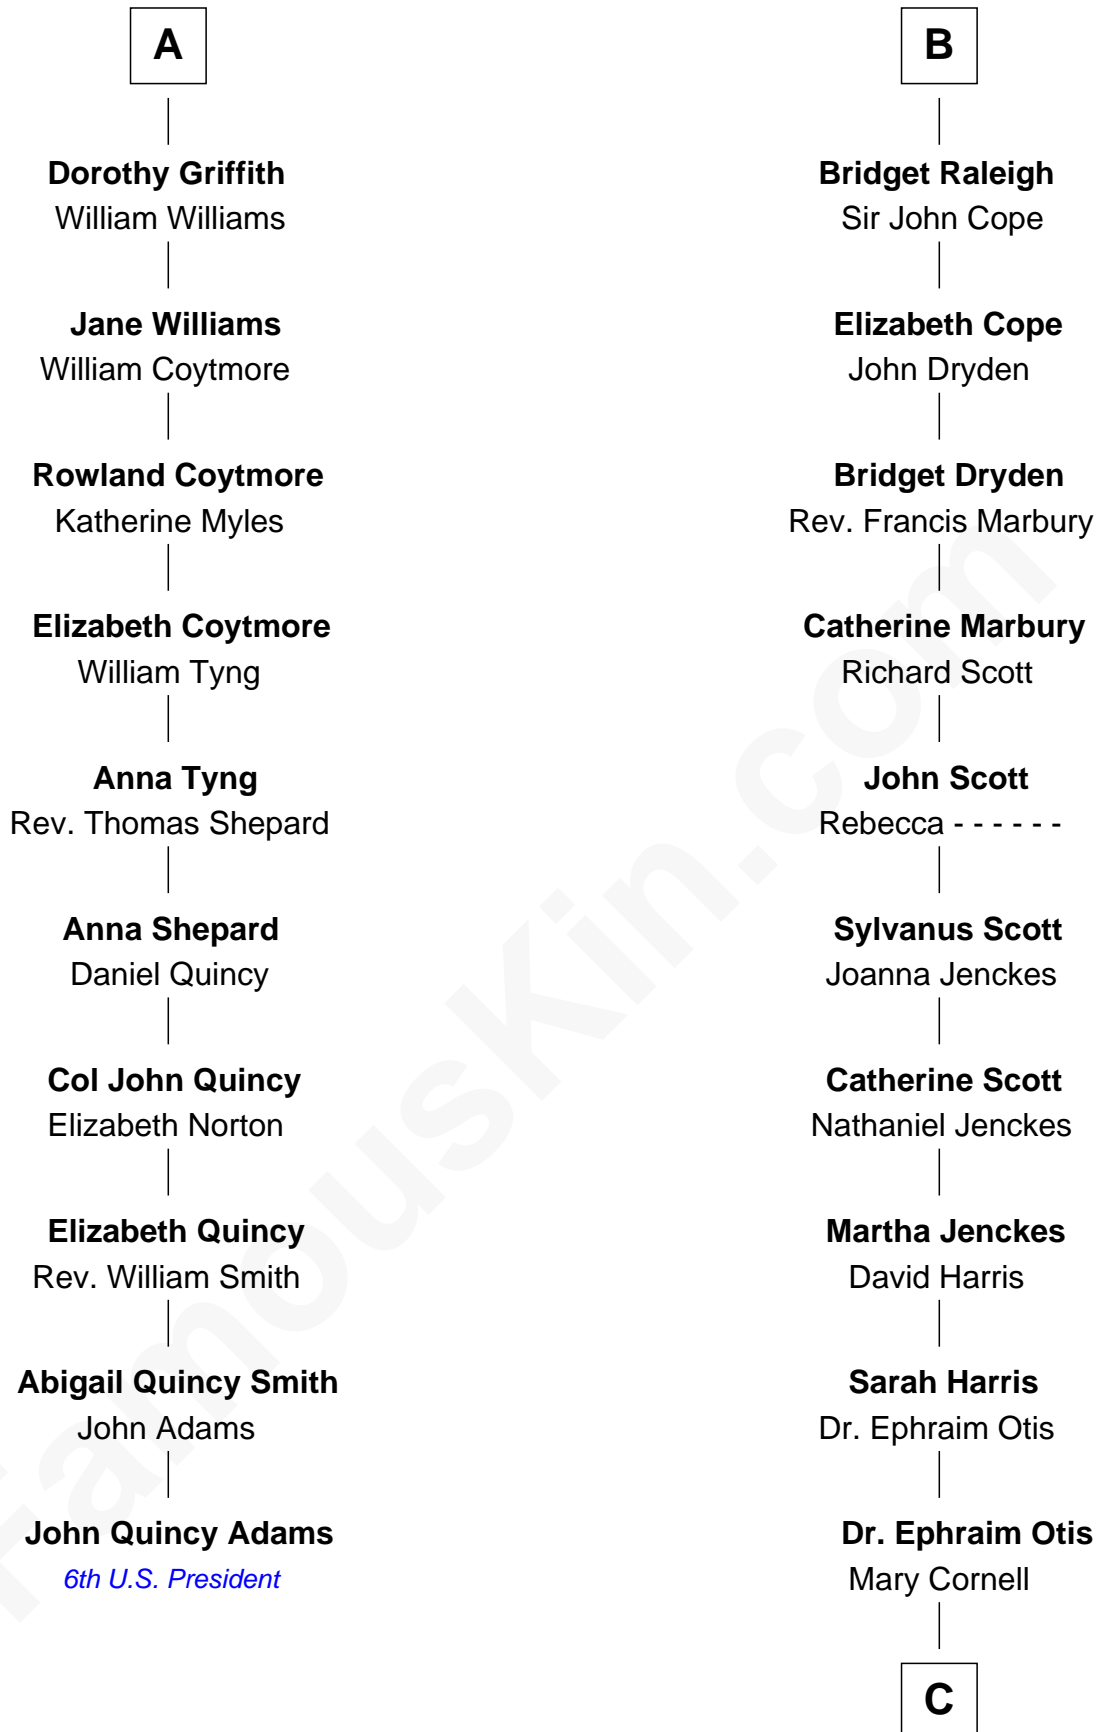 A
Dorothy Griffith
William Williams
Jane Williams
William Coytmore
Rowland Coytmore
Katherine Myles
Elizabeth Coytmore
William Tyng
Anna Tyng
Rev. Thomas Shepard
Anna Shepard
Daniel Quincy
Col John Quincy
Elizabeth Norton
Elizabeth Quincy
Rev. William Smith
Abigail Quincy Smith
John Adams
John Quincy Adams
6th U.S. President
B
Bridget Raleigh
Sir John Cope
Elizabeth Cope
John Dryden
Bridget Dryden
Rev. Francis Marbury
Catherine Marbury
Richard Scott
John Scott
Rebecca - - - - - -
Sylvanus Scott
Joanna Jenckes
Catherine Scott
Nathaniel Jenckes
Martha Jenckes
David Harris
Sarah Harris
Dr. Ephraim Otis
Dr. Ephraim Otis
Mary Cornell
C
FamousKin.com